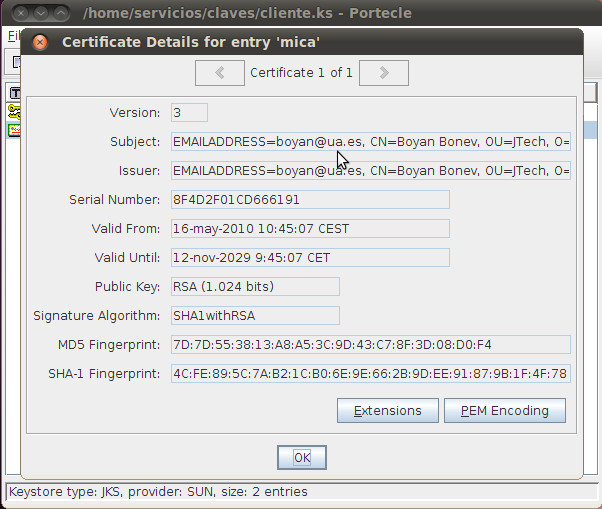 /home/servicios/claves/cliente.ks - Portecle
Certificate Details for entry 'mica'
Certificate 1 of 1
Version: 3
Subject: EMAILADDRESS=boyan@ua.es, CN=Boyan Bonev, OU=JTech, O=
Issuer: EMAILADDRESS=boyan@ua.es, CN=Boyan Bonev, OU=JTech, O=
Serial Number: 8F4D2F01CD666191
Valid From: 16-may-2010 10:45:07 CEST
Valid Until: 12-nov-2029 9:45:07 CET
Public Key: RSA (1.024 bits)
Signature Algorithm: SHA1withRSA
MD5 Fingerprint: 7D:7D:55:38:13:A8:A5:3C:9D:43:C7:8F:3D:08:D0:F4
SHA-1 Fingerprint: 4C:FE:89:5C:7A:B2:1C:B0:6E:9E:66:2B:9D:EE:91:87:9B:1F:4F:78
Extensions PEM Encoding
OK
Keystore type: JKS, provider: SUN, size: 2 entries